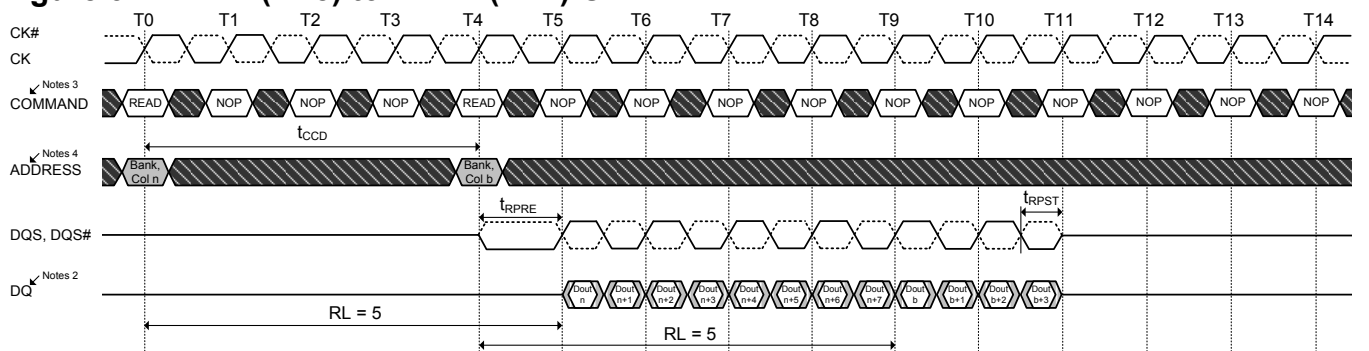 T0 T1 T2 T3 T4 T5 T6 T7 T8 T9 T10 T11 T12 T13 T14
CK#
CK
Notes 3
COMMAND READ NOP NOP NOP READ NOP NOP NOP NOP NOP NOP NOP NOP NOP NOP
tCCD
Notes 4
ADDRESS
Bank, Col n
Bank, Col b
tRPRE
tRPST
DQS, DQS#
Notes 2
DQ
Dout n
Dout n+1
Dout n+2
Dout n+3
Dout n+4
Dout n+5
Dout n+6
Dout n+7
Dout b
Dout b+1
Dout b+2
Dout b+3
RL = 5
RL = 5